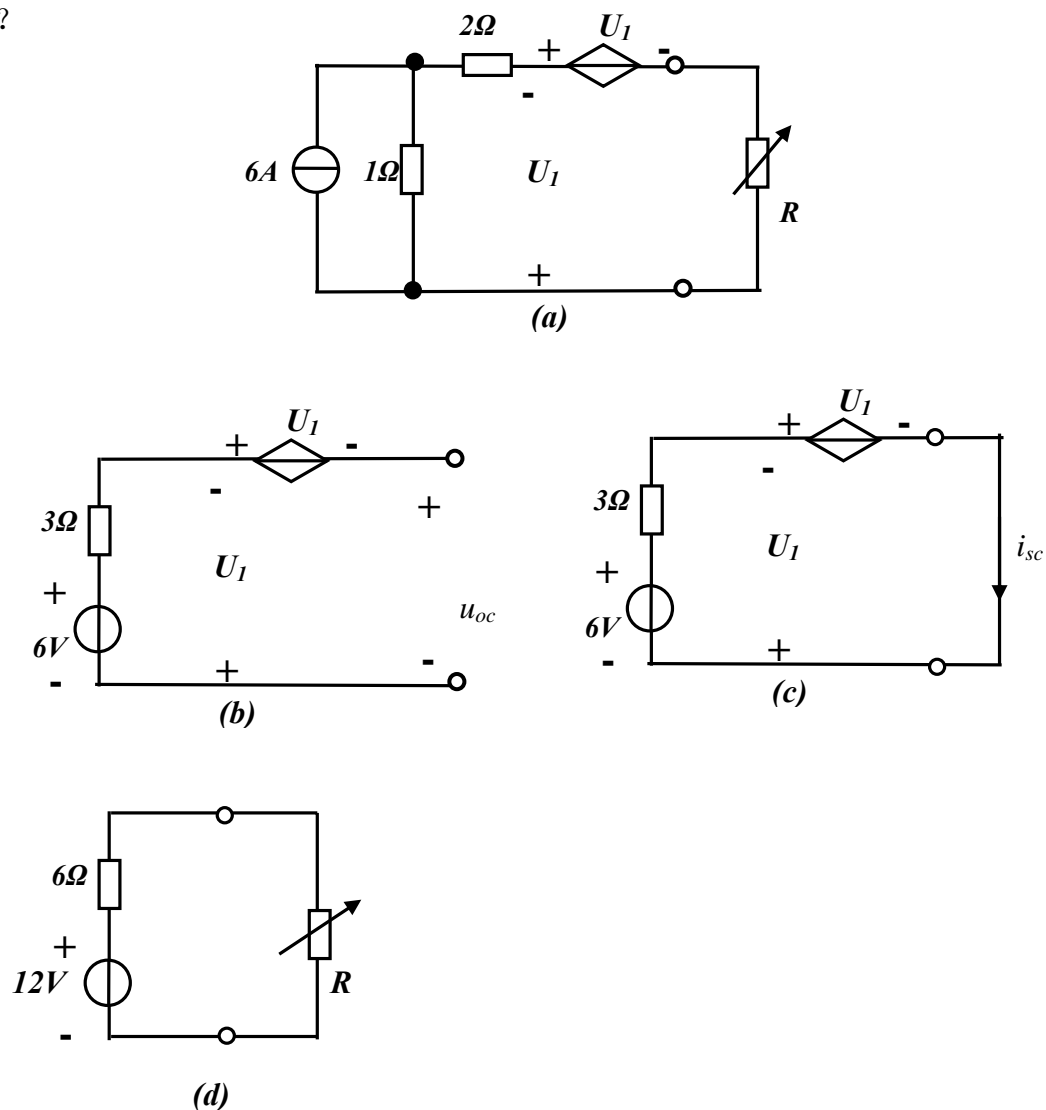 ?
2Ω + U1 -
-
6A 1Ω U1 R
+
(a)
U1
+ -
-
3Ω +
U1
+
6V uoc
- + -
(b)
U1
+ -
-
3Ω
U1 isc
+
6V
- +
(c)
6Ω
+
12V R
-
(d)